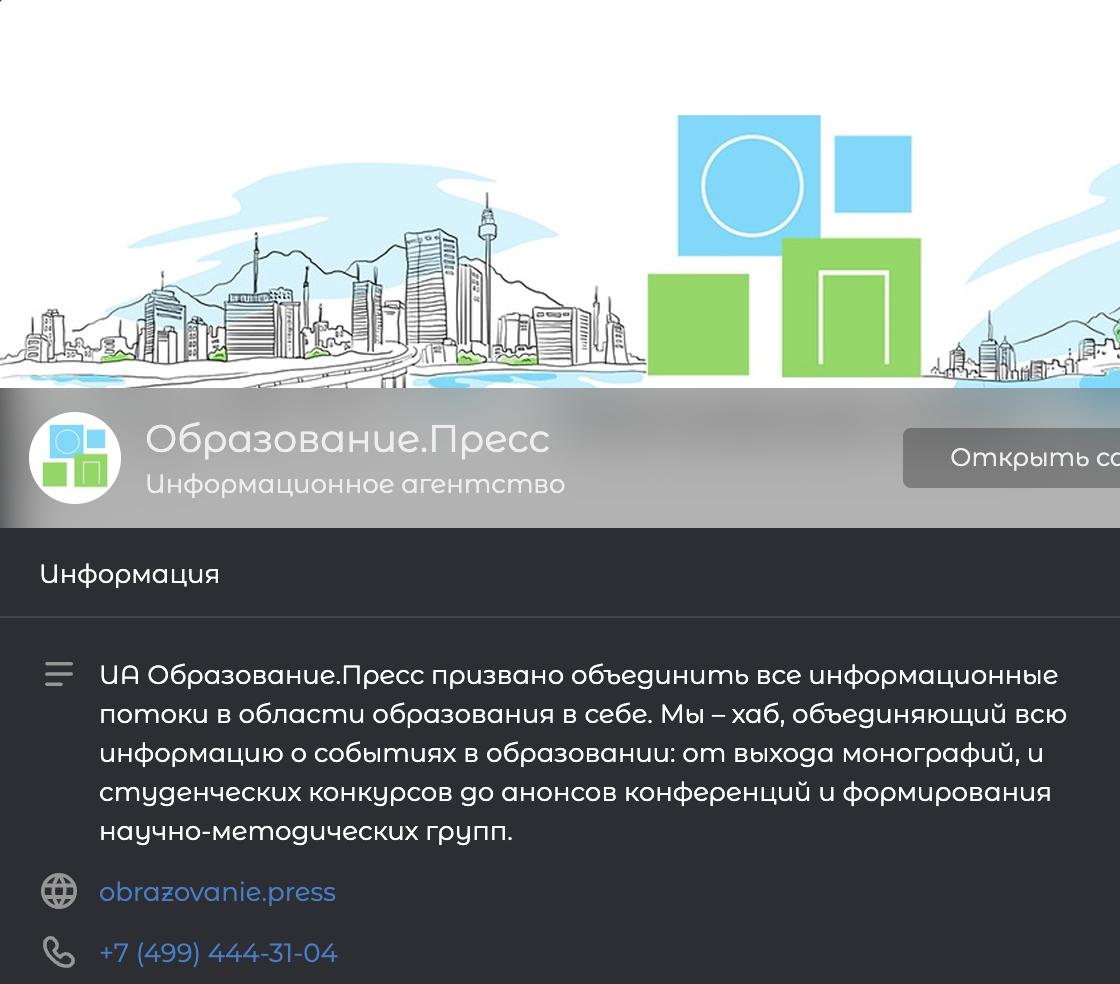 Образование.Пресс
Информационное агентство
Открыть
Информация
ИА Образование.Пресс призвано объединить все информационные
потоки в области образования в себе. Мы – хаб, объединяющий всю
информацию о событиях в образовании: от выхода монографий, и
студенческих конкурсов до анонсов конференций и формирования
научно-методических групп.
obrazovanie.press
+7 (499) 444-31-04